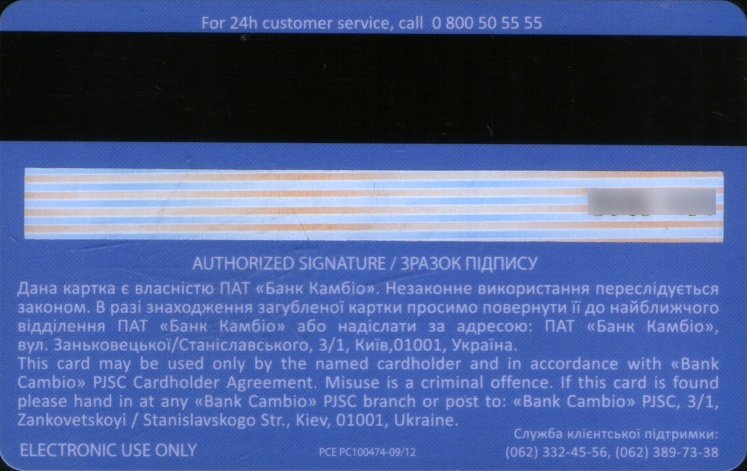 For 24h customer service, call 0 800 50 55 55
AUTHORIZED SIGNATURE / ЗРАЗОК ПІДПИСУ
Дана картка є власністю ПАТ «Банк Камбіо». Незаконне використання переслідується
законом. В разі знаходження загубленої картки просимо повернути її до найближчого
відділення ПАТ «Банк Камбіо» або надіслати за адресою: ПАТ «Банк Камбіо»,
вул. Заньковецької/Станіславського, 3/1, Київ,01001, Україна.
This card may be used only by the named cardholder and in accordance with «Bank
Cambio» PJSC Cardholder Agreement. Misuse is a criminal offence. If this card is found
please hand in at any «Bank Cambio» PJSC branch or post to: «Bank Cambio» PJSC, 3/1,
Zankovetskoyi / Stanislavskogo Str., Kiev, 01001, Ukraine.
Служба клієнтської підтримки:
ELECTRONIC USE ONLY PCE PC100474-09/12 (062) 332-45-56, (062) 389-73-38